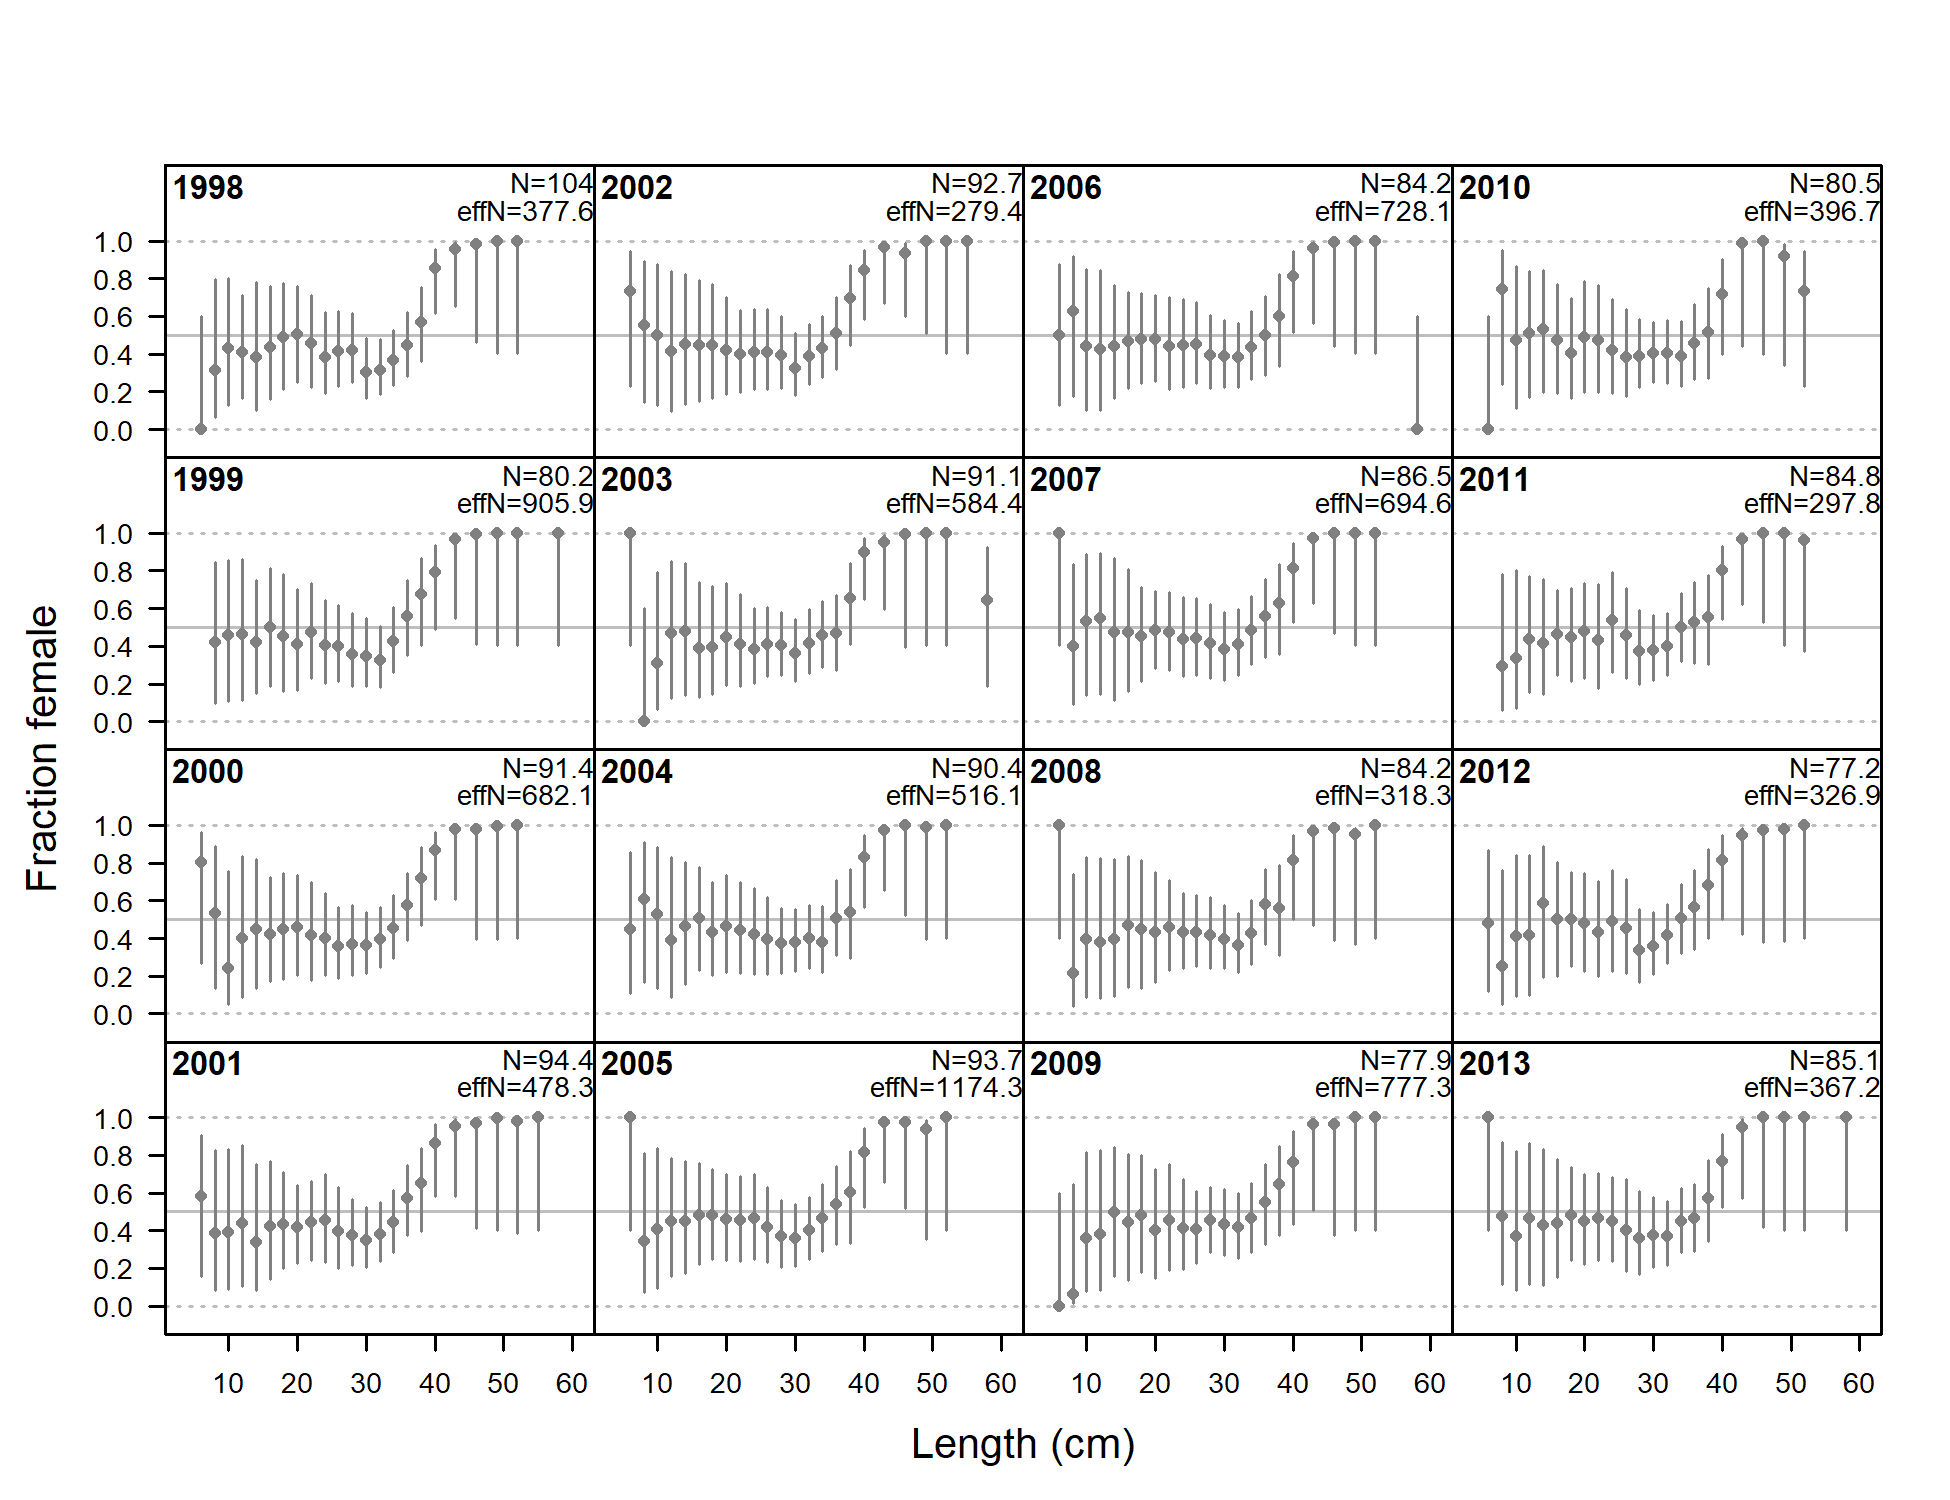 1998
N=104
effN=377.6
2002
N=92.7
effN=279.4
2006
N=84.2
effN=728.1
2010
N=80.5
effN=396.7
1.0
0.8
0.6
0.4
0.2
0.0
1999
N=80.2
effN=905.9
2003
N=91.1
effN=584.4
2007
N=86.5
effN=694.6
2011
N=84.8
effN=297.8
1.0
0.8
0.6
0.4
0.2
0.0
2000
N=91.4
effN=682.1
2004
N=90.4
effN=516.1
2008
N=84.2
effN=318.3
2012
N=77.2
effN=326.9
1.0
0.8
0.6
0.4
0.2
0.0
2001
N=94.4
effN=478.3
2005
N=93.7
effN=1174.3
2009
N=77.9
effN=777.3
2013
N=85.1
effN=367.2
1.0
0.8
0.6
0.4
0.2
0.0
Fraction female
10 20 30 40 50 60 10 20 30 40 50 60 10 20 30 40 50 60 10 20 30 40 50 60
Length (cm)